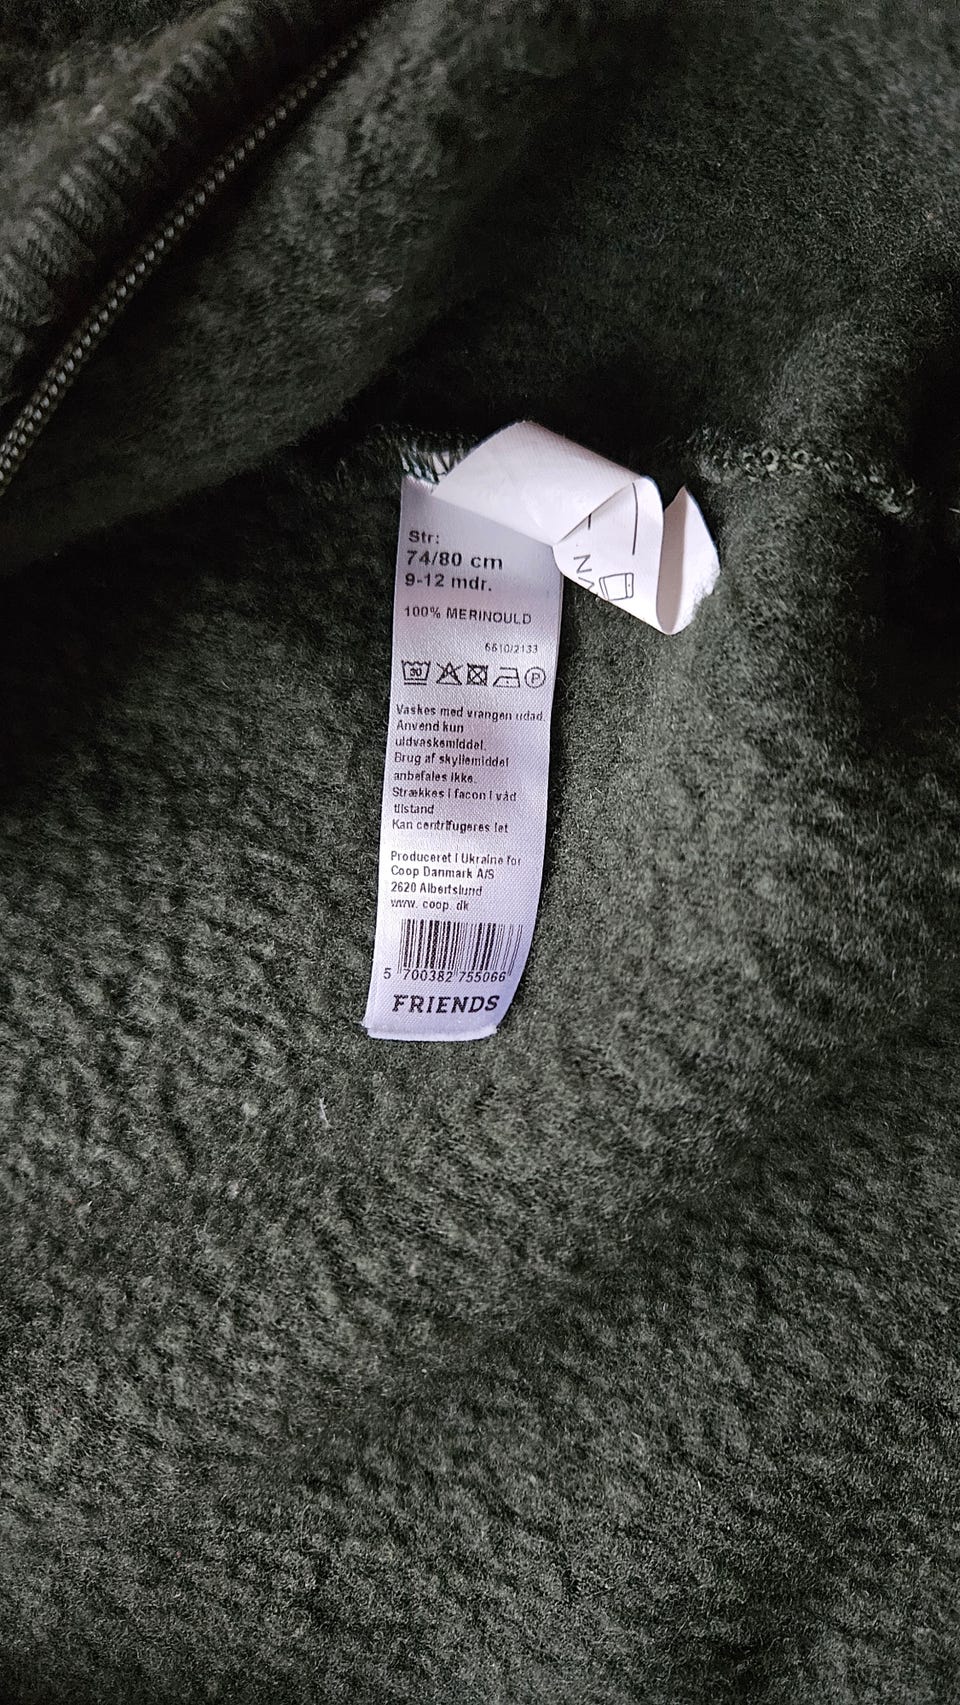 Str:
74/80 cm
9-12 mdr.
100% MERINOULD
6610/2133
30 P
Vaskes med vrangen udad.
Anvend kun
uldvaskemiddel.
Brug af skyllemiddel
anbefales ikke.
Strækkes i facon i våd
tilstand
Kan centrifugeres let
Produceret i Ukraine for
Coop Danmark A/S
2620 Albertslund
www. coop. dk
5 700382 755066
FRIENDS